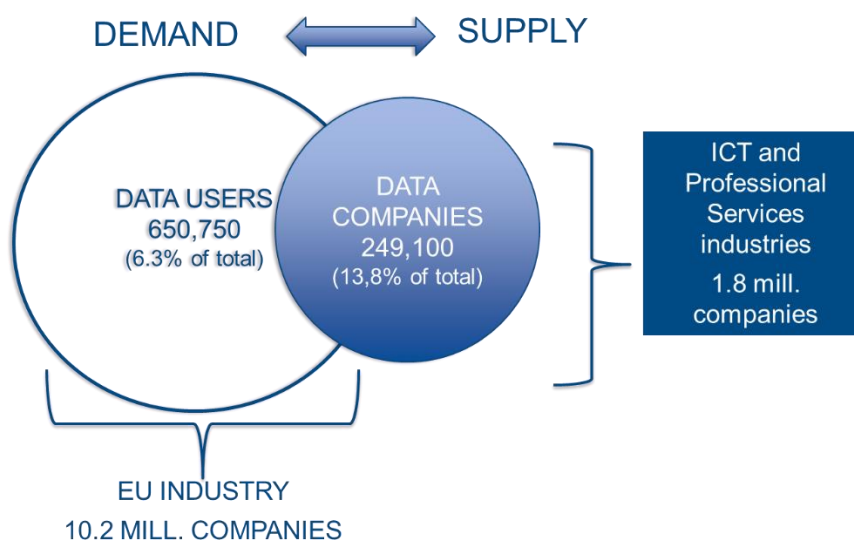 DEMAND
SUPPLY
DATA USERS
650,750
(6.3% of total)
DATA
COMPANIES
249,100
(13,8% of total)
ICT and
Professional
Services
industries
1.8 mill.
companies
EU INDUSTRY
10.2 MILL. COMPANIES